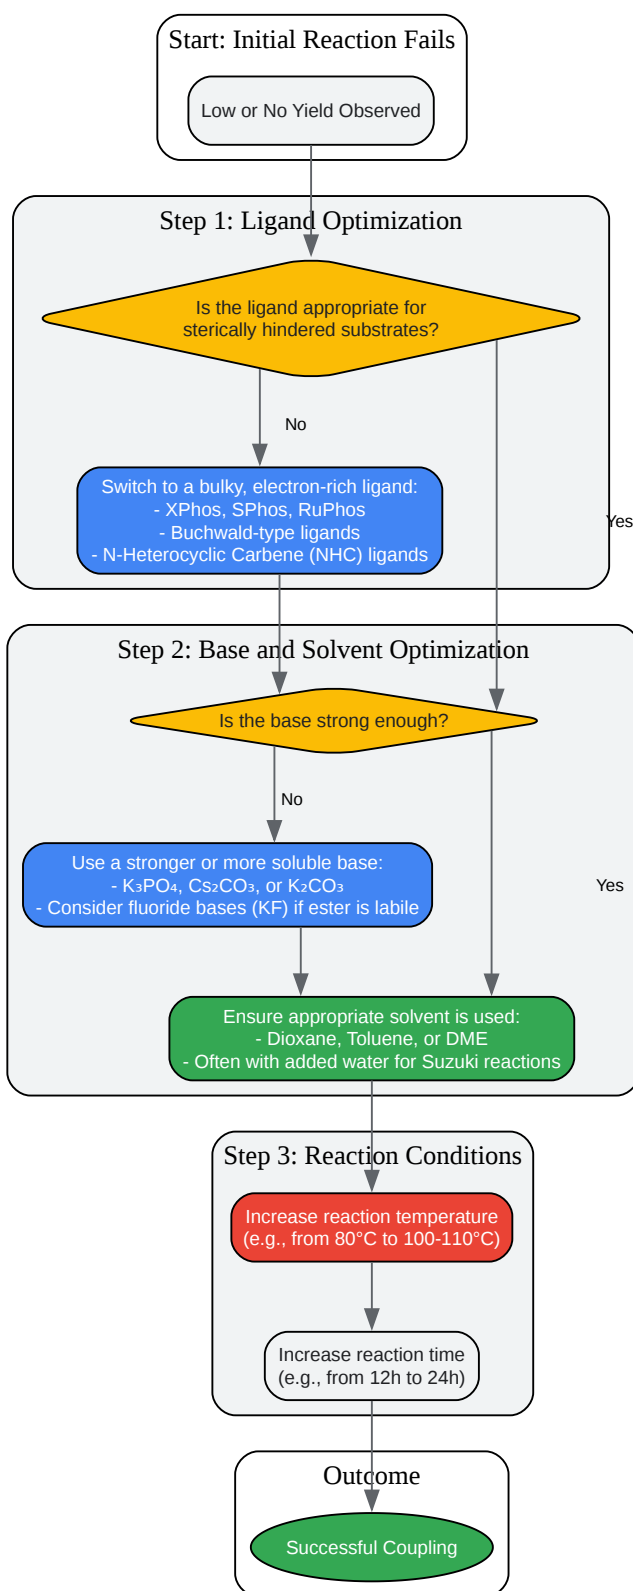 Start: Initial Reaction Fails
Low or No Yield Observed
Step 1: Ligand Optimization
Is the ligand appropriate for
sterically hindered substrates?
No
Switch to a bulky, electron-rich ligand:
- XPhos, SPhos, RuPhos
- Buchwald-type ligands
- N-Heterocyclic Carbene (NHC) ligands
Yes
Step 2: Base and Solvent Optimization
Is the base strong enough?
No
Use a stronger or more soluble base:
- K₃PO₄, Cs₂CO₃, or K₂CO₃
- Consider fluoride bases (KF) if ester is labile
Yes
Ensure appropriate solvent is used:
- Dioxane, Toluene, or DME
- Often with added water for Suzuki reactions
Step 3: Reaction Conditions
Increase reaction temperature
(e.g., from 80°C to 100-110°C)
Increase reaction time
(e.g., from 12h to 24h)
Outcome
Successful Coupling